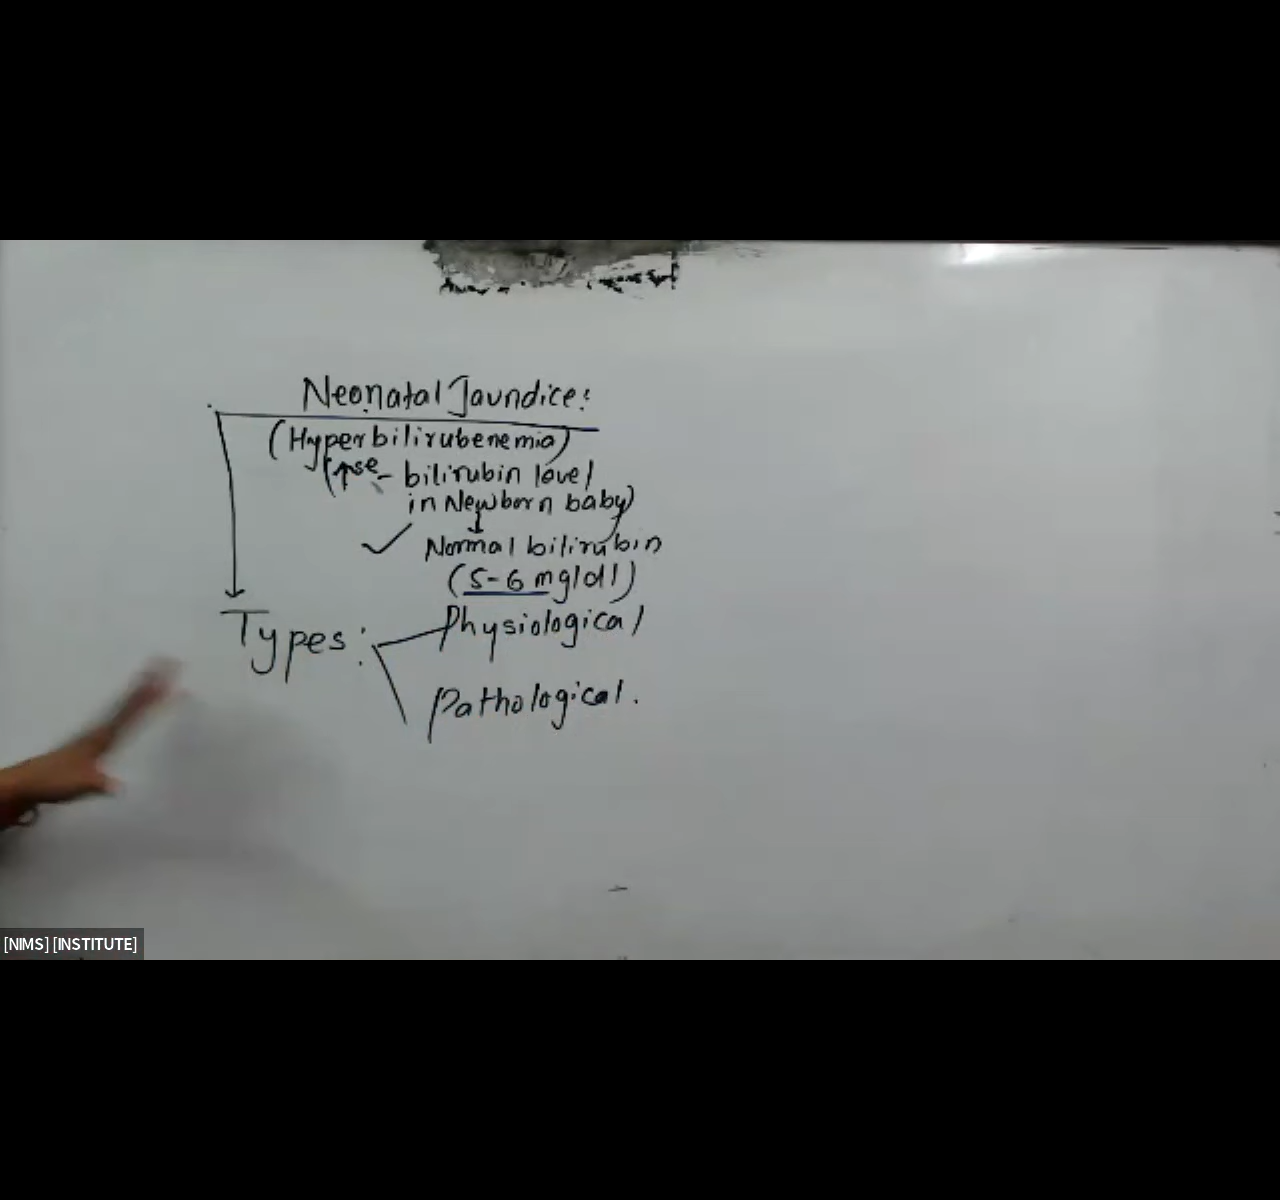 Neonatal Jaundice:
(Hyperbilirubenemia)
(↑se - bilirubin level
in Newborn baby)
Normal bilirubin
(5-6 mg/dl)
Types:
Physiological
Pathological.
[NIMS] [INSTITUTE]